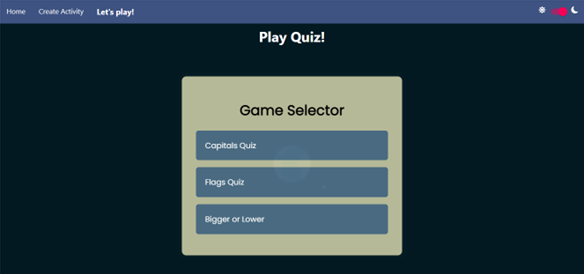 Home Create Activity Let's play!
Play Quiz!
Game Selector
Capitals Quiz
Flags Quiz
Bigger or Lower